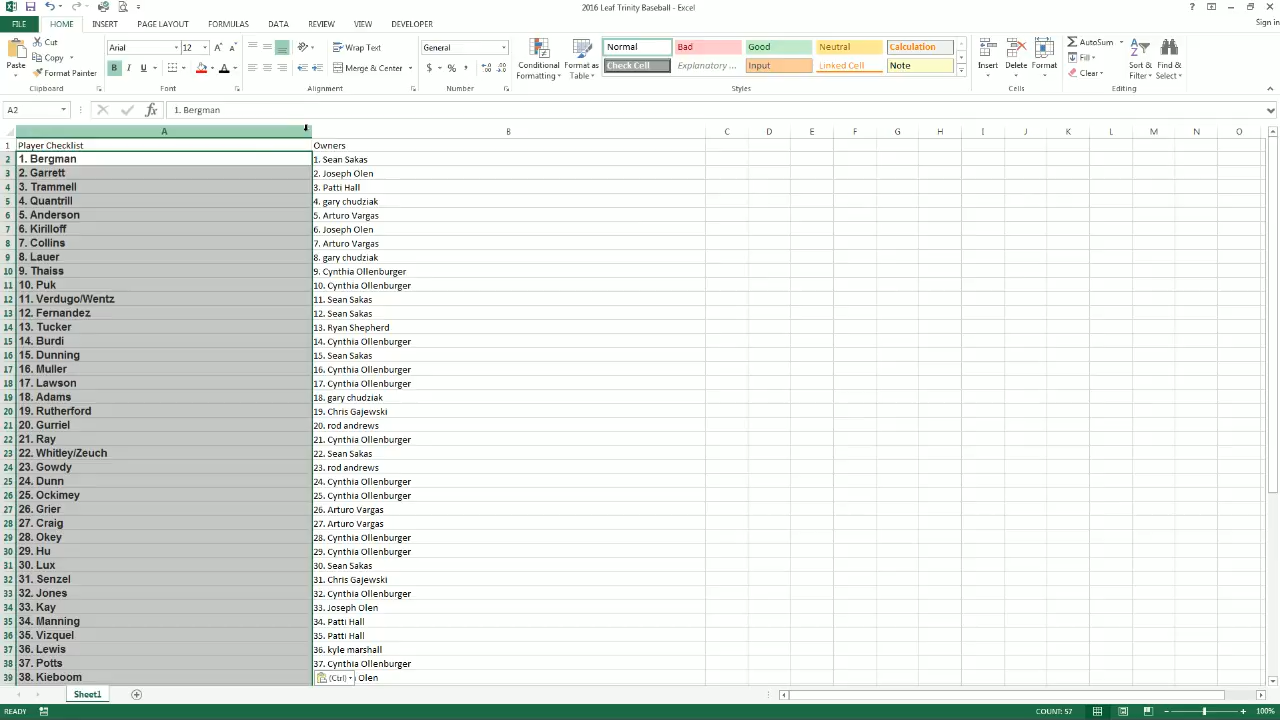 2016 Leaf Trinity Baseball - Excel
Sign in
FILE HOME INSERT PAGE LAYOUT FORMULAS DATA REVIEW VIEW DEVELOPER
Paste
Cut
Copy
Format Painter
Clipboard
Arial 12
B I U
Font
Wrap Text
Merge & Center
Alignment
General
$ % ,
Number
Conditional Formatting
Format as Table
Normal Bad Good Neutral Calculation
Check Cell Explanatory ... Input Linked Cell Note
Styles
Insert Delete Format
Cells
AutoSum
Fill
Clear
Sort & Filter
Find & Select
Editing
A2 fx 1. Bergman
A B C D E F G H I J K L M N O
1 Player Checklist Owners
2 1. Bergman 1. Sean Sakas
3 2. Garrett 2. Joseph Olen
4 3. Trammell 3. Patti Hall
5 4. Quantrill 4. gary chudziak
6 5. Anderson 5. Arturo Vargas
7 6. Kirilloff 6. Joseph Olen
8 7. Collins 7. Arturo Vargas
9 8. Lauer 8. gary chudziak
10 9. Thaiss 9. Cynthia Ollenburger
11 10. Puk 10. Cynthia Ollenburger
12 11. Verdugo/Wentz 11. Sean Sakas
13 12. Fernandez 12. Sean Sakas
14 13. Tucker 13. Ryan Shepherd
15 14. Burdi 14. Cynthia Ollenburger
16 15. Dunning 15. Sean Sakas
17 16. Muller 16. Cynthia Ollenburger
18 17. Lawson 17. Cynthia Ollenburger
19 18. Adams 18. gary chudziak
20 19. Rutherford 19. Chris Gajewski
21 20. Gurriel 20. rod andrews
22 21. Ray 21. Cynthia Ollenburger
23 22. Whitley/Zeuch 22. Sean Sakas
24 23. Gowdy 23. rod andrews
25 24. Dunn 24. Cynthia Ollenburger
26 25. Ockimey 25. Cynthia Ollenburger
27 26. Grier 26. Arturo Vargas
28 27. Craig 27. Arturo Vargas
29 28. Okey 28. Cynthia Ollenburger
30 29. Hu 29. Cynthia Ollenburger
31 30. Lux 30. Sean Sakas
32 31. Senzel 31. Chris Gajewski
33 32. Jones 32. Cynthia Ollenburger
34 33. Kay 33. Joseph Olen
35 34. Manning 34. Patti Hall
36 35. Vizquel 35. Patti Hall
37 36. Lewis 36. kyle marshall
38 37. Potts 37. Cynthia Ollenburger
39 38. Kieboom (Ctrl) Olen
Sheet1
READY COUNT: 57 100%